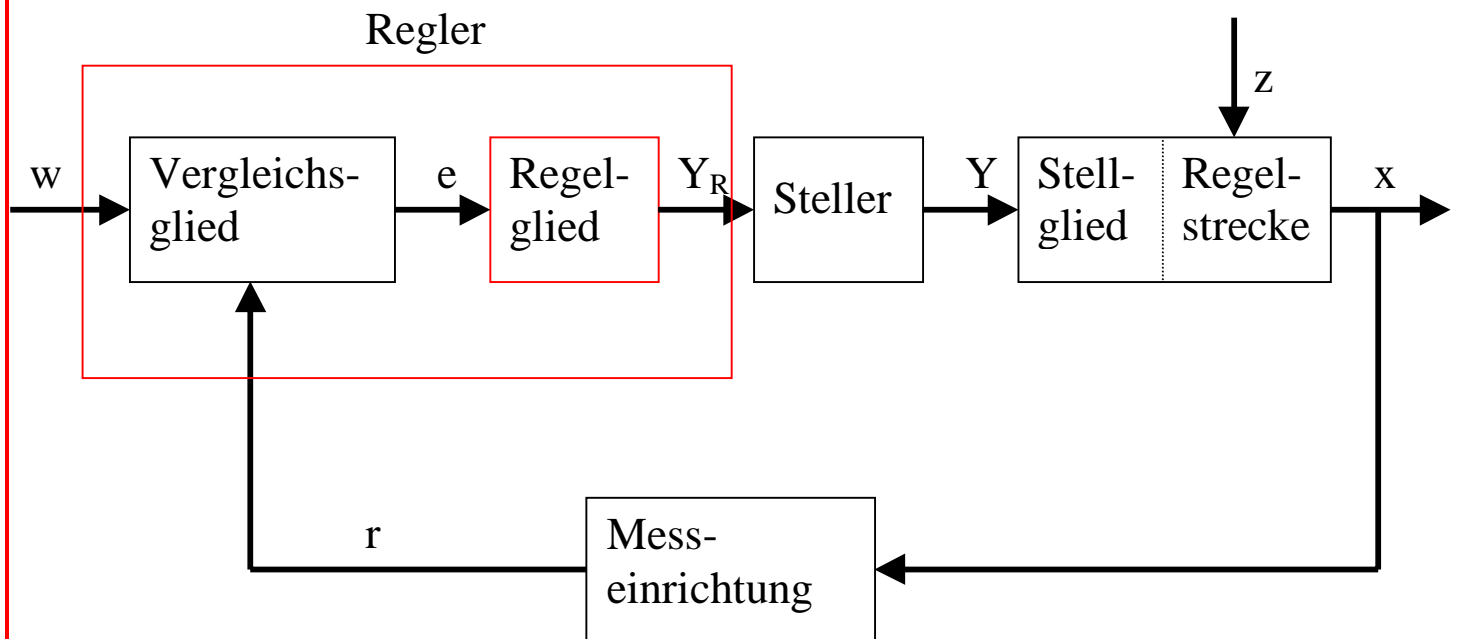 Regler
z
w
Vergleichs-
glied
e
Regel-
glied
Y_R
Steller
Y
Stell-
glied
Regel-
strecke
x
r
Mess-
einrichtung